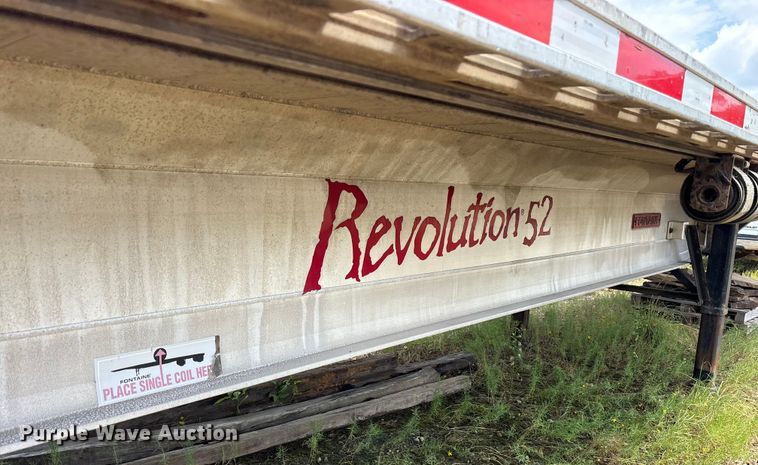 Revolution 52
FONTAINE
PLACE SINGLE COIL HER
Purple Wave Auction